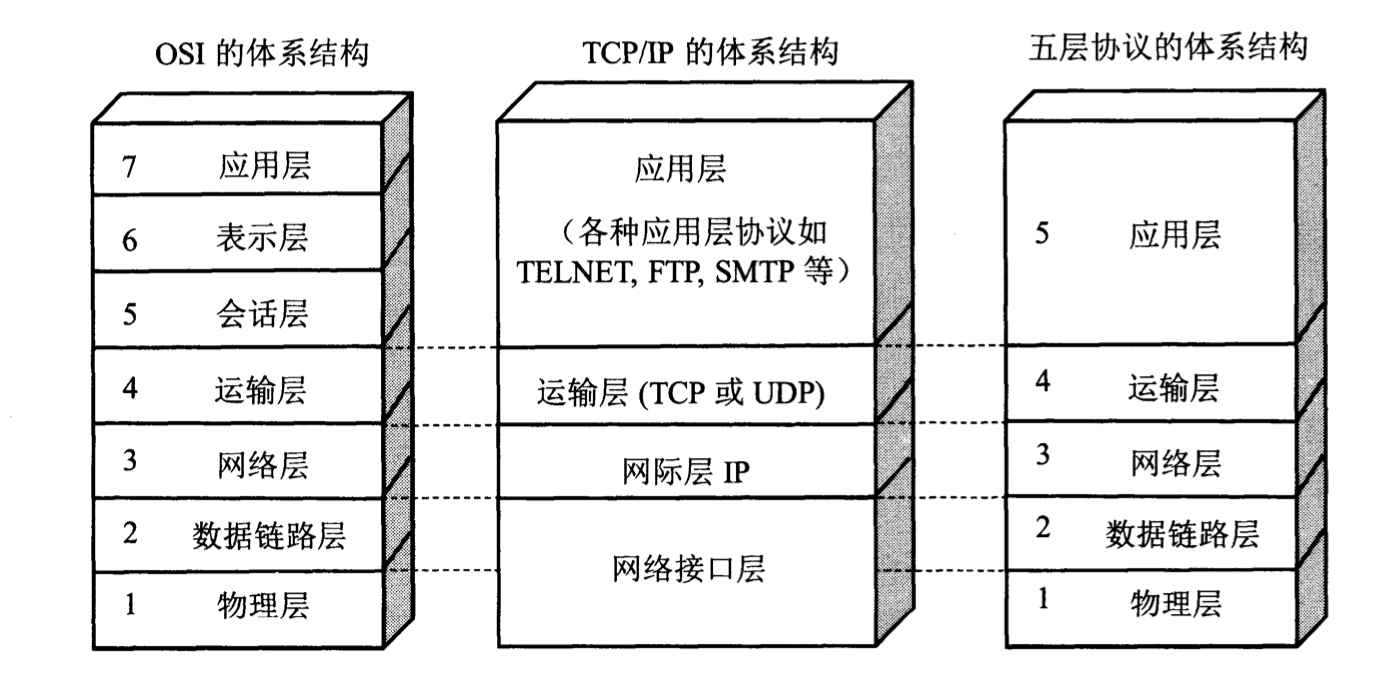 OSI 的体系结构
7 应用层
6 表示层
5 会话层
4 运输层
3 网络层
2 数据链路层
1 物理层
TCP/IP 的体系结构
应用层
（各种应用层协议如
TELNET, FTP, SMTP 等）
运输层 (TCP 或 UDP)
网际层 IP
网络接口层
五层协议的体系结构
5 应用层
4 运输层
3 网络层
2 数据链路层
1 物理层